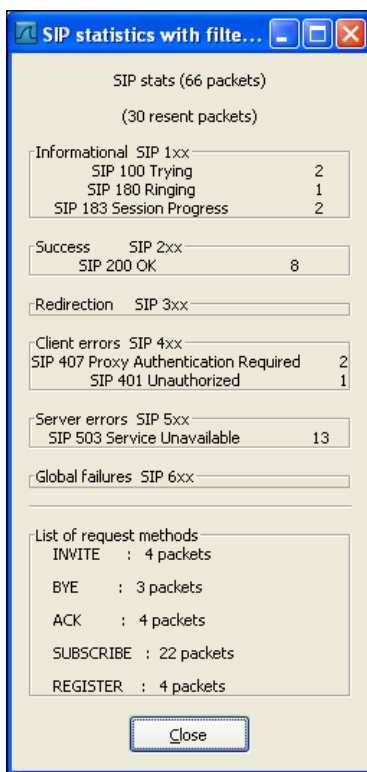 SIP statistics with filte...
SIP stats (66 packets)
(30 resent packets)
Informational SIP 1xx
SIP 100 Trying 2
SIP 180 Ringing 1
SIP 183 Session Progress 2
Success SIP 2xx
SIP 200 OK 8
Redirection SIP 3xx
Client errors SIP 4xx
SIP 407 Proxy Authentication Required 2
SIP 401 Unauthorized 1
Server errors SIP 5xx
SIP 503 Service Unavailable 13
Global failures SIP 6xx
List of request methods
INVITE : 4 packets
BYE : 3 packets
ACK : 4 packets
SUBSCRIBE : 22 packets
REGISTER : 4 packets
Close